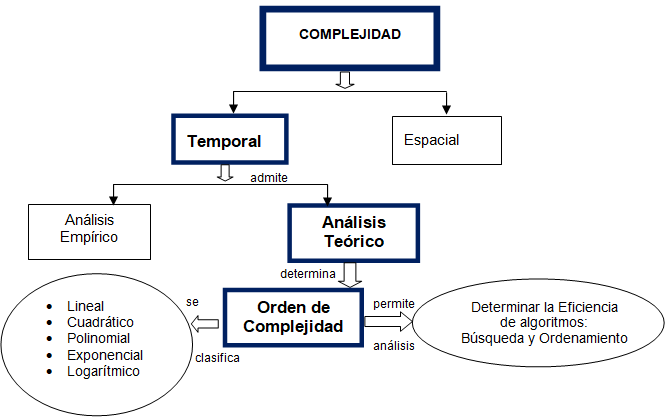 COMPLEJIDAD
Temporal
Espacial
admite
Análisis
Empírico
Análisis
Teórico
determina
Orden de
Complejidad
se
clasifica
• Lineal
• Cuadrático
• Polinomial
• Exponencial
• Logarítmico
permite
análisis
Determinar la Eficiencia
de algoritmos:
Búsqueda y Ordenamiento